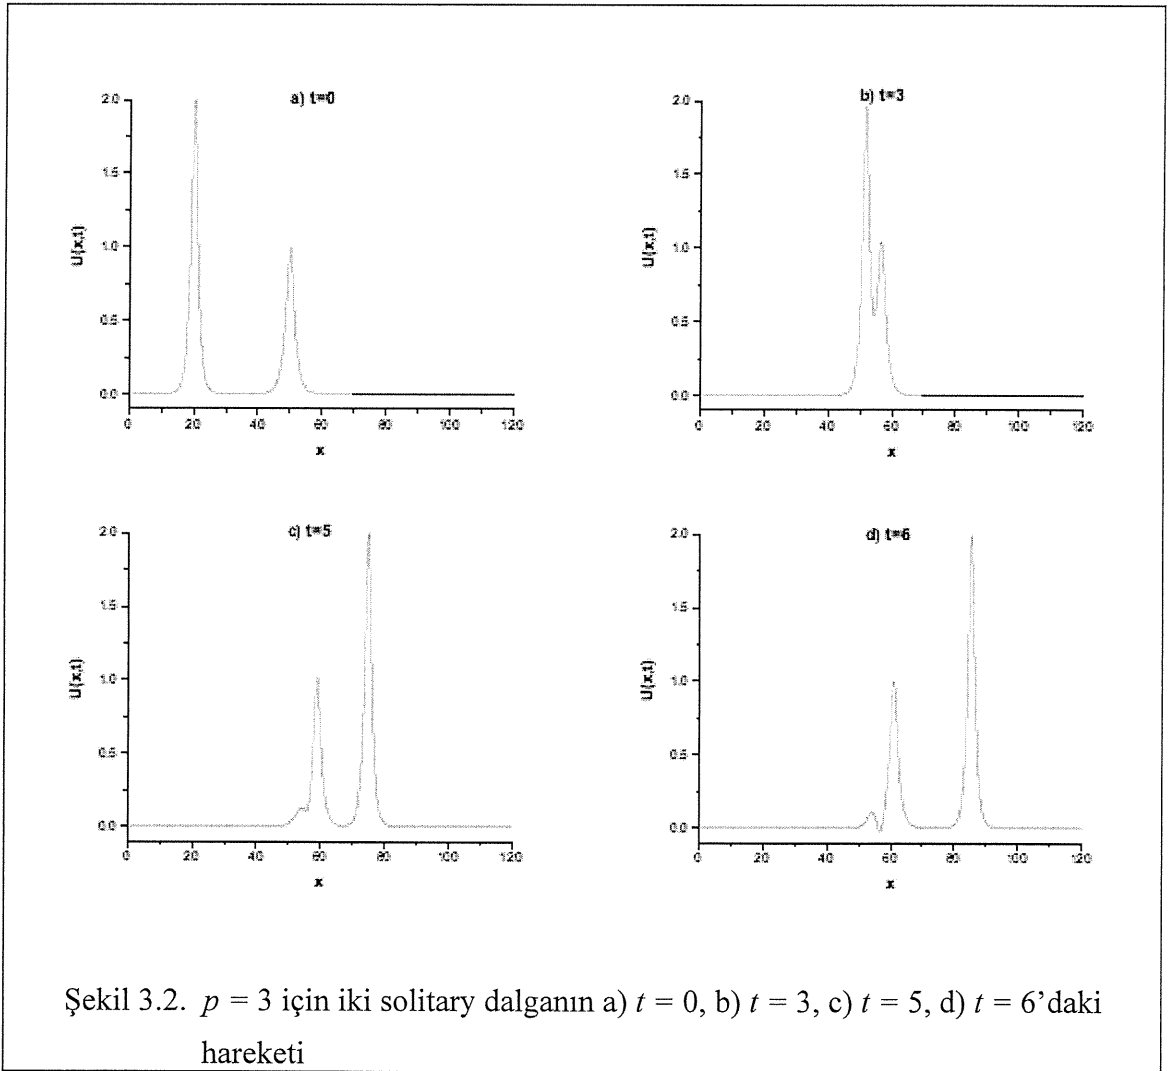 a) t=0
2.0
1.5
1.0
0.5
0.0
U(x,t)
0 20 40 60 80 100 120
x
b) t=3
2.0
1.5
1.0
0.5
0.0
U(x,t)
0 20 40 60 80 100 120
x
c) t=5
2.0
1.5
1.0
0.5
0.0
U(x,t)
0 20 40 60 80 100 120
x
d) t=6
2.0
1.5
1.0
0.5
0.0
U(x,t)
0 20 40 60 80 100 120
x
Şekil 3.2. p = 3 için iki solitary dalganın a) t = 0, b) t = 3, c) t = 5, d) t = 6’daki
hareketi